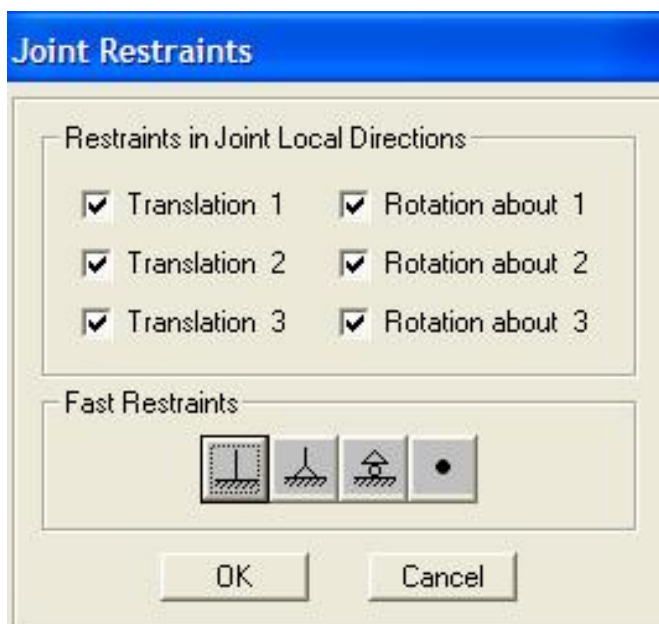 Joint Restraints
Restraints in Joint Local Directions
Translation 1 Rotation about 1
Translation 2 Rotation about 2
Translation 3 Rotation about 3
Fast Restraints
OK Cancel